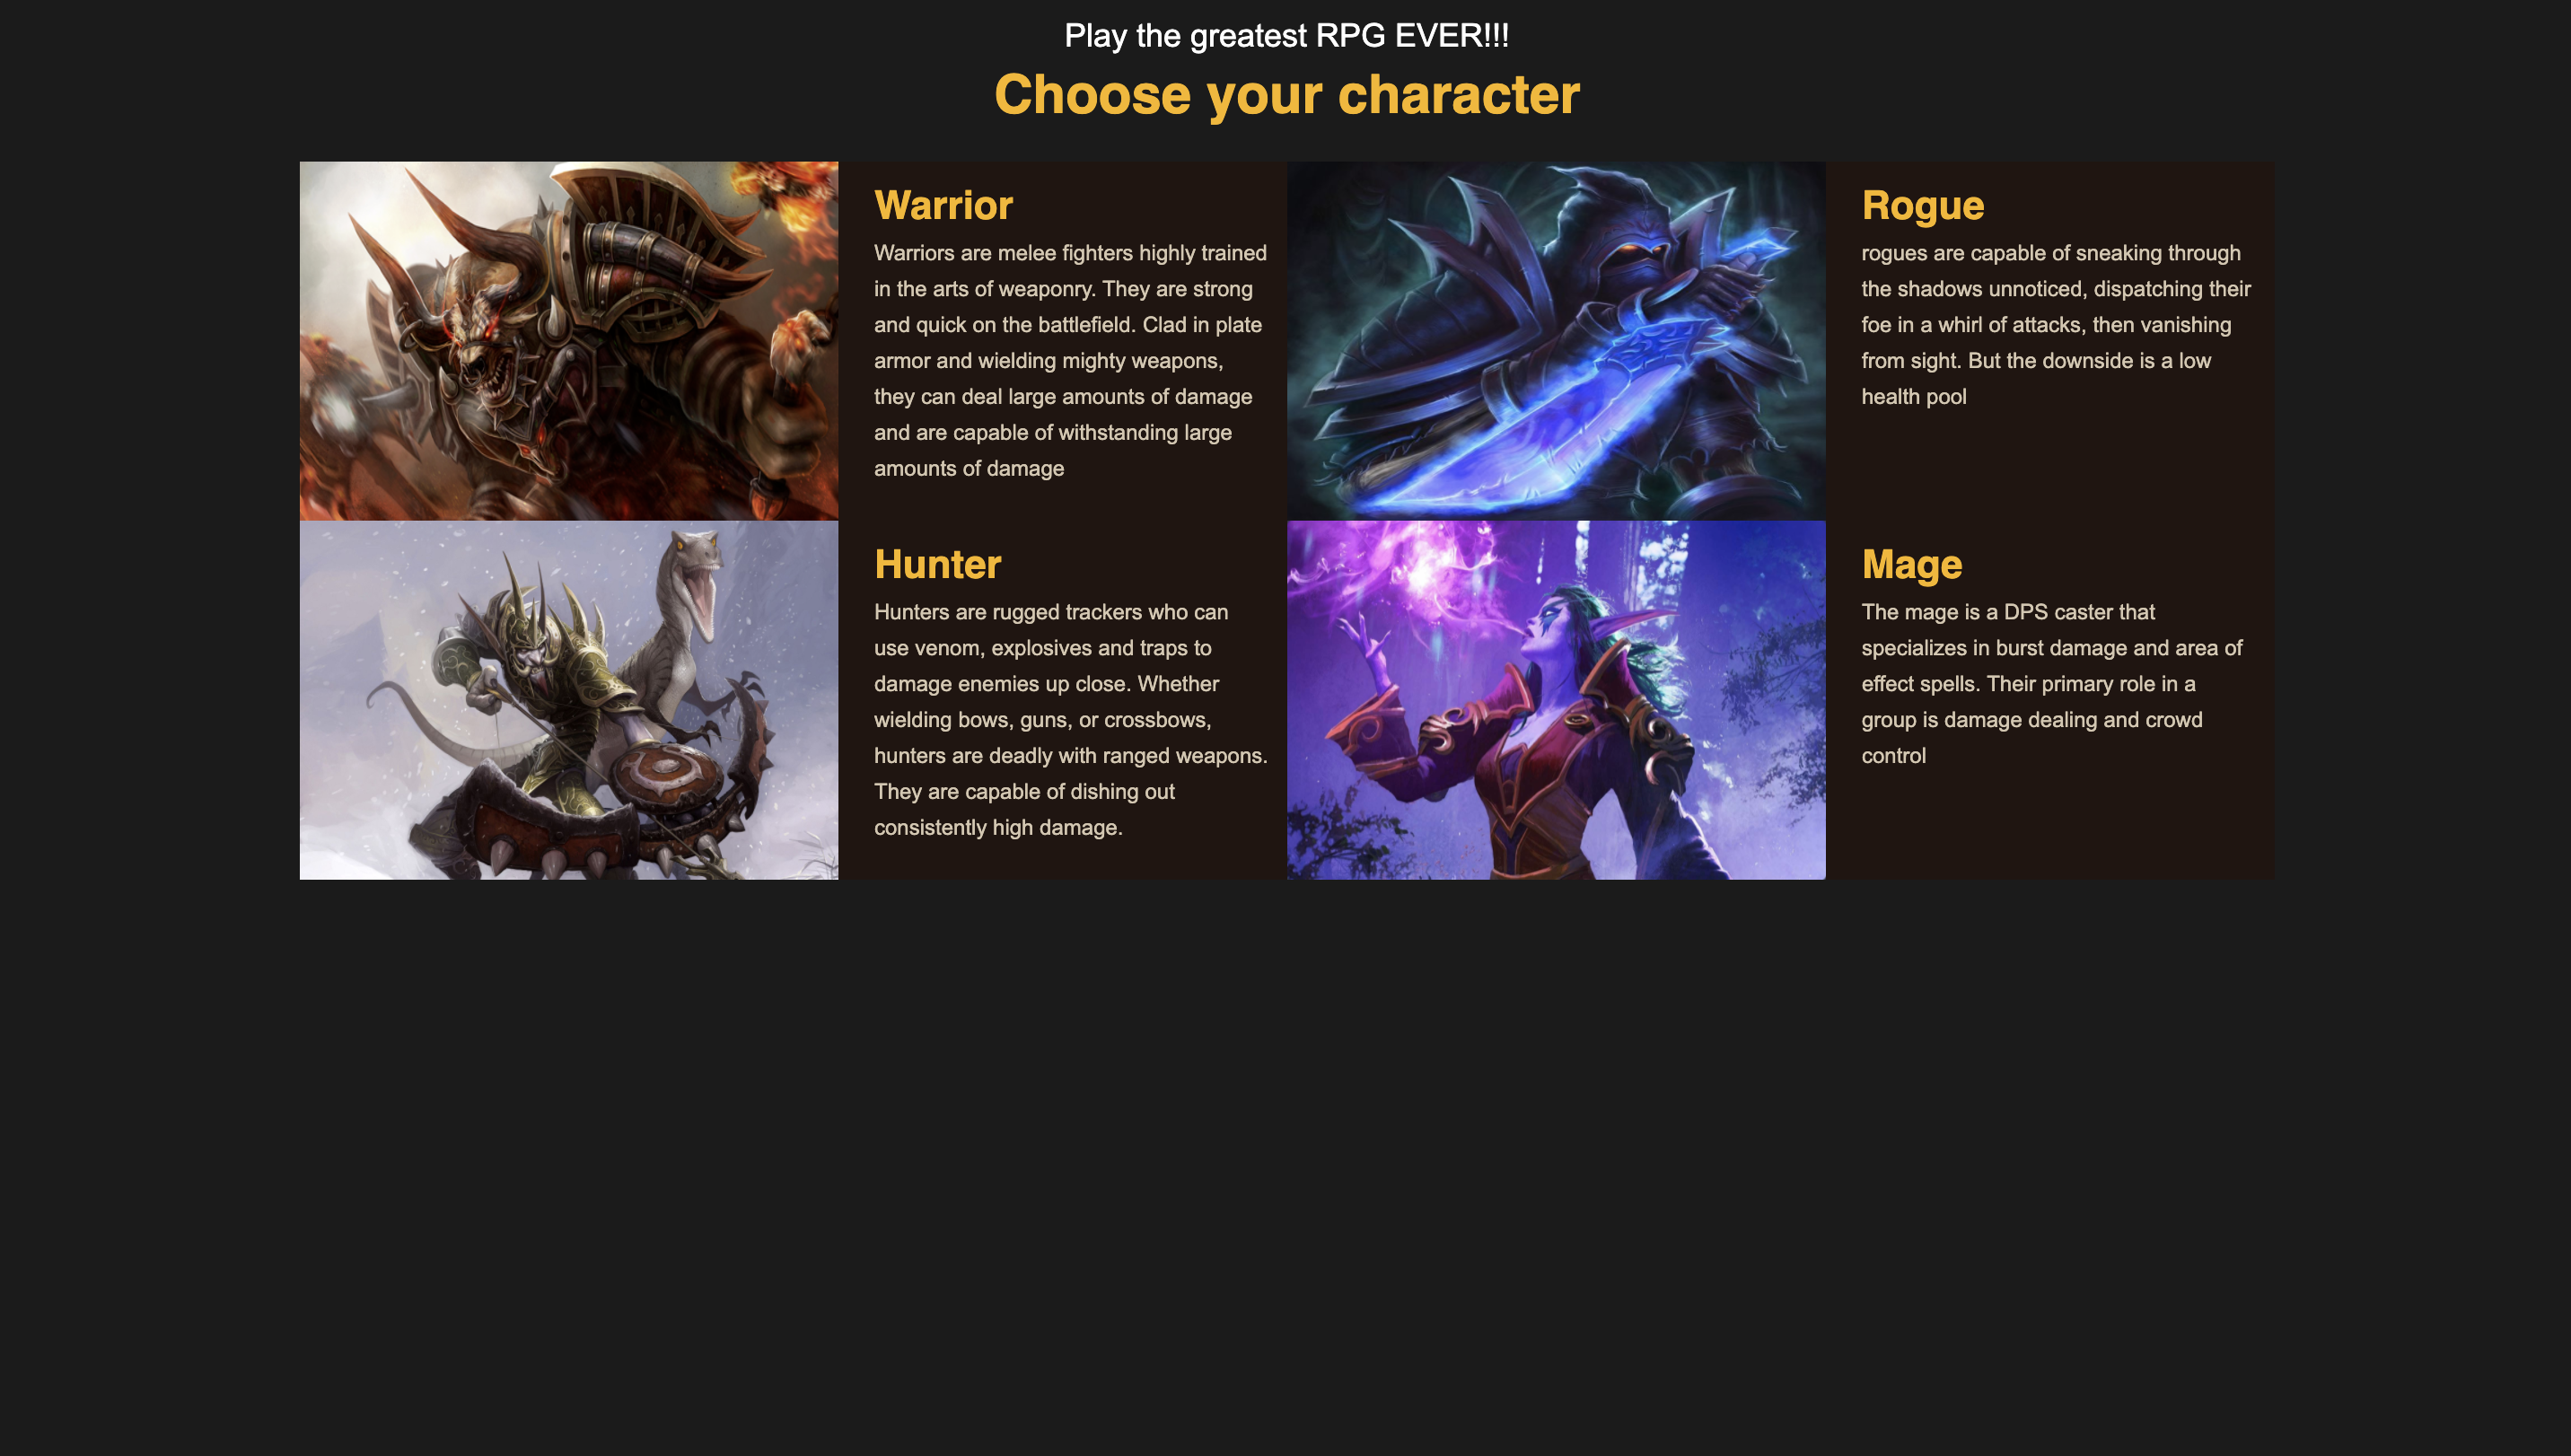 Play the greatest RPG EVER!!!
Choose your character
Warrior
Warriors are melee fighters highly trained
in the arts of weaponry. They are strong
and quick on the battlefield. Clad in plate
armor and wielding mighty weapons,
they can deal large amounts of damage
and are capable of withstanding large
amounts of damage
Rogue
rogues are capable of sneaking through
the shadows unnoticed, dispatching their
foe in a whirl of attacks, then vanishing
from sight. But the downside is a low
health pool
Hunter
Hunters are rugged trackers who can
use venom, explosives and traps to
damage enemies up close. Whether
wielding bows, guns, or crossbows,
hunters are deadly with ranged weapons.
They are capable of dishing out
consistently high damage.
Mage
The mage is a DPS caster that
specializes in burst damage and area of
effect spells. Their primary role in a
group is damage dealing and crowd
control